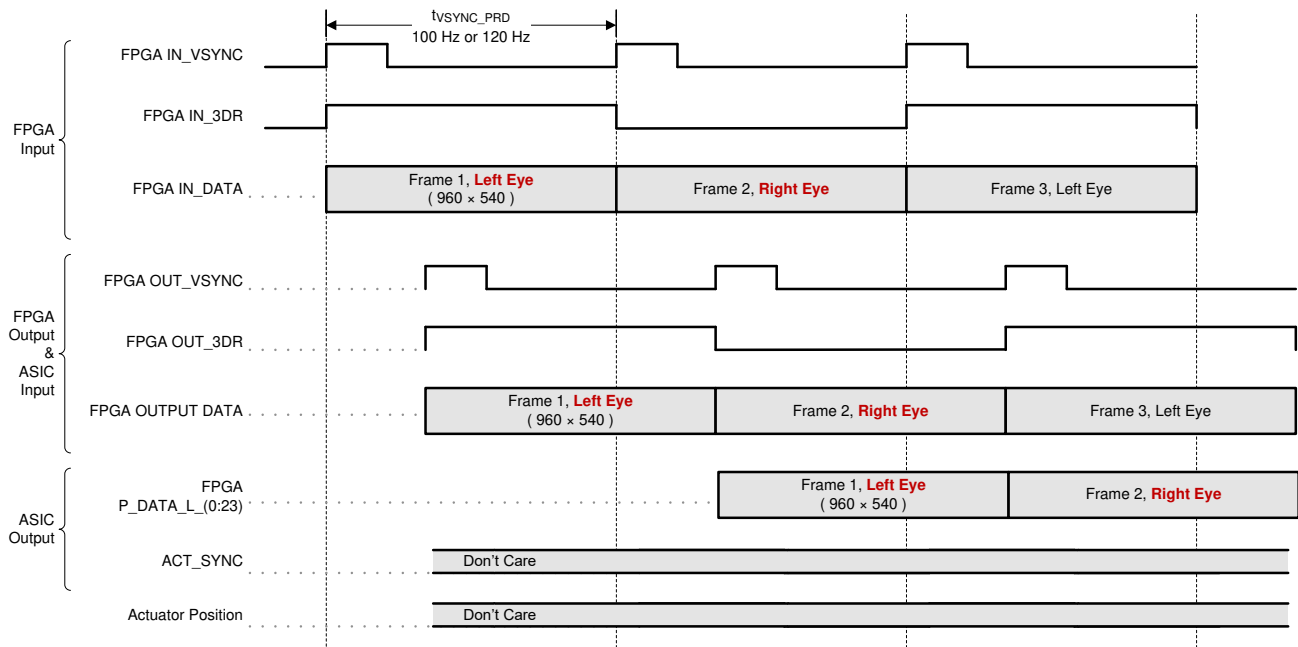 tVSYNC_PRD
100 Hz or 120 Hz
FPGA IN_VSYNC
FPGA IN_3DR
FPGA
Input
FPGA IN_DATA
Frame 1, Left Eye
( 960 × 540 )
Frame 2, Right Eye
Frame 3, Left Eye
FPGA OUT_VSYNC
FPGA
Output
&
ASIC
Input
FPGA OUT_3DR
FPGA OUTPUT DATA
Frame 1, Left Eye
( 960 × 540 )
Frame 2, Right Eye
Frame 3, Left Eye
FPGA
P_DATA_L_(0:23)
Frame 1, Left Eye
(960 × 540 )
Frame 2, Right Eye
ASIC
Output
ACT_SYNC
Don't Care
Actuator Position
Don't Care